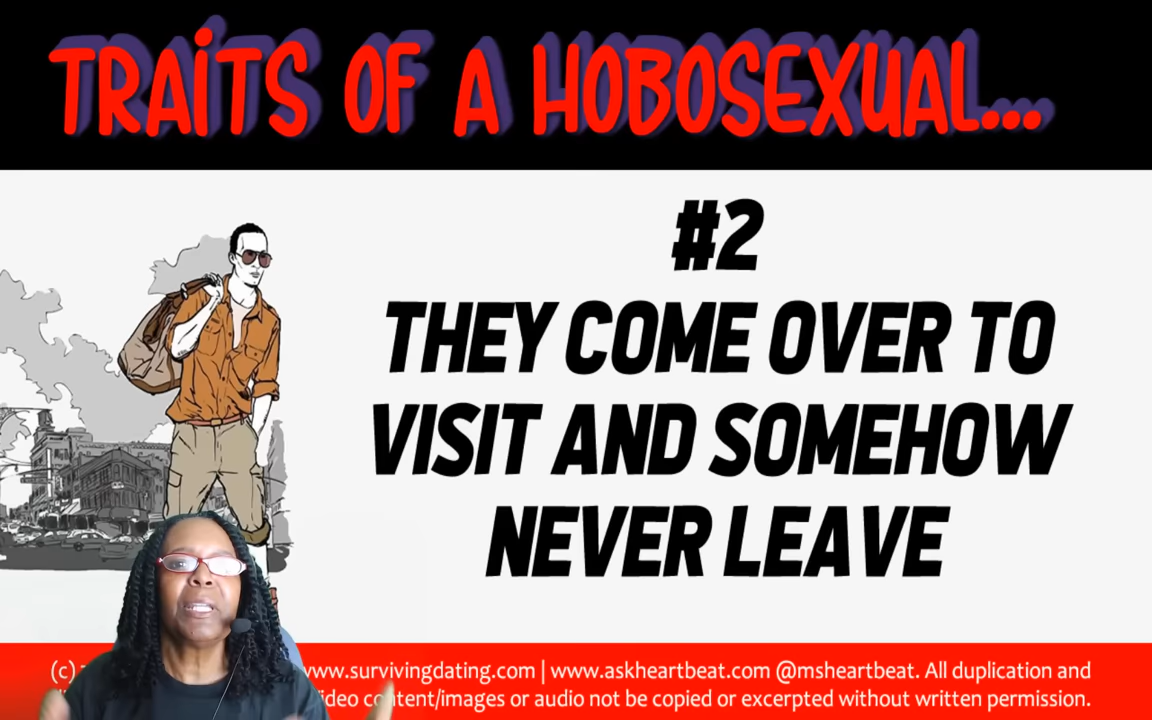 TRAiTS OF A HOBOSEXUAL...
#2
THEY COME OVER TO
VISIT AND SOMEHOW
NEVER LEAVE
(c) www.survivingdating.com | www.askheartbeat.com @msheartbeat. All duplication and
content/images or audio not be copied or excerpted without written permission.